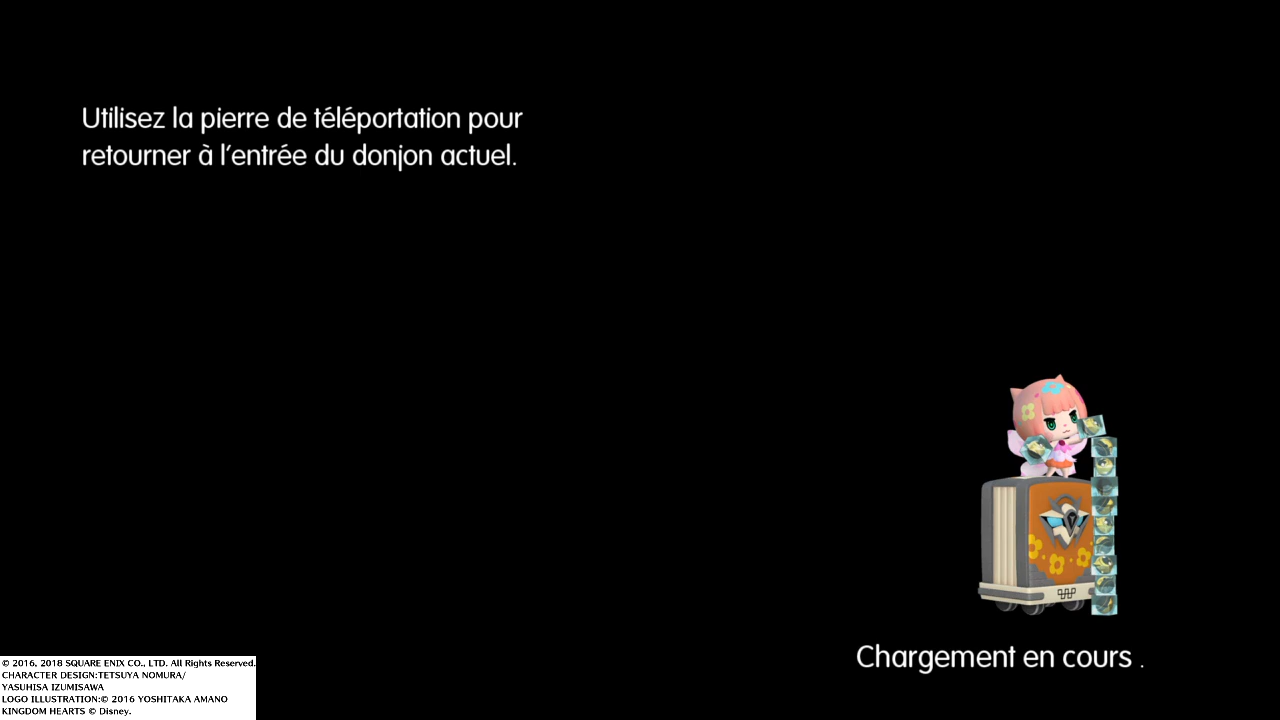 Utilisez la pierre de téléportation pour
retourner à l'entrée du donjon actuel.
Chargement en cours .
© 2016, 2018 SQUARE ENIX CO., LTD. All Rights Reserved.
CHARACTER DESIGN:TETSUYA NOMURA/
YASUHISA IZUMISAWA
LOGO ILLUSTRATION:© 2016 YOSHITAKA AMANO
KINGDOM HEARTS © Disney.